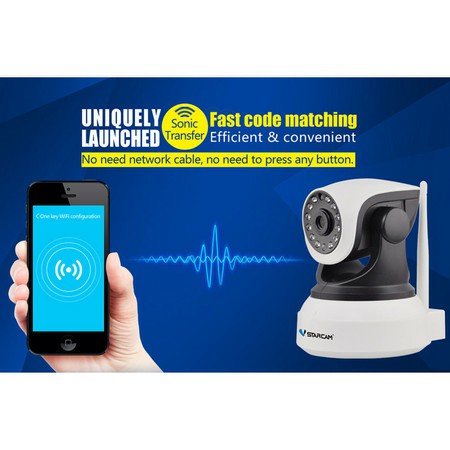 UNIQUELY
LAUNCHED
Sonic
Transfer
Fast code matching
Efficient & convenient
No need network cable, no need to press any button.
〈 One key WiFi configuration
VSTARCAM